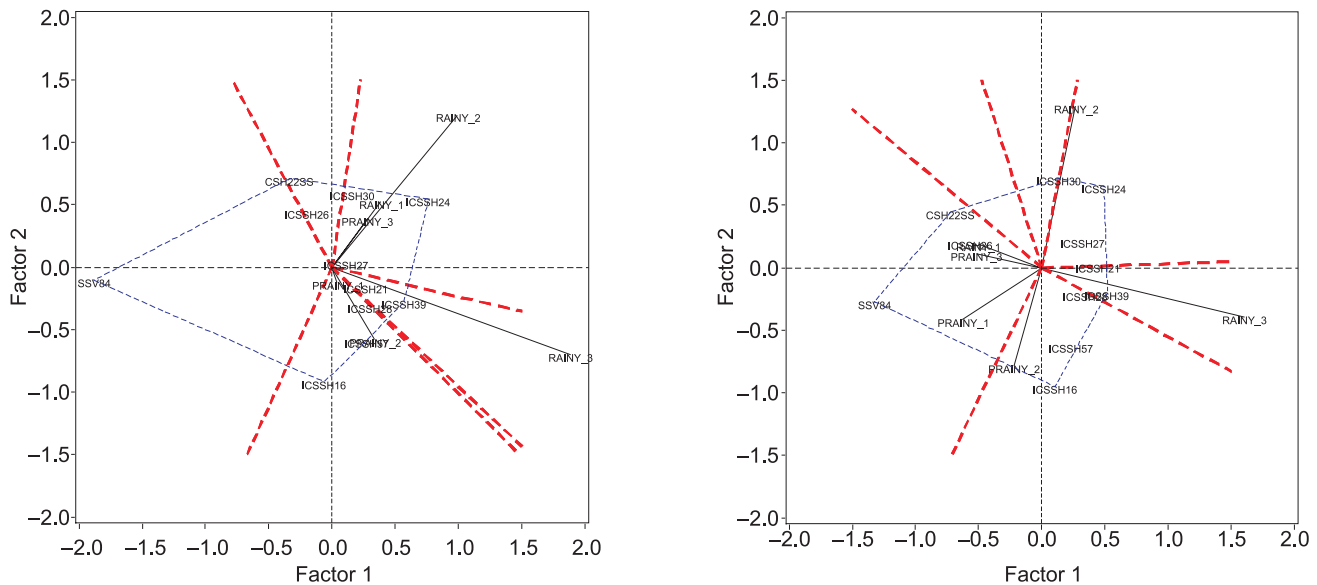 2.0
1.5
RAINY_2
1.0
CSH22SS
ICSSH30
0.5
RAINY_1
ICSSH24
ICSSH26
PRAINY_3
Factor 2
0.0
ICSSH27
SSV84
PRAINY_1
ICSSH21
ICSSH39
ICSSH28
–0.5
PRAINY_2
RAINY_3
ICSSH16
–1.0
–1.5
–2.0
–2.0 –1.5 –1.0 –0.5 0.0 0.5 1.0 1.5 2.0
Factor 1
2.0
1.5
RAINY_2
1.0
ICSSH30
ICSSH24
0.5
CSH22SS
ICSSH27
RAINY_1
PRAINY_3
Factor 2
0.0
ICSSH21
SSV84
ICSSH39
PRAINY_1
RAINY_3
–0.5
ICSSH57
PRAINY_2
ICSSH16
–1.0
–1.5
–2.0
–2.0 –1.5 –1.0 –0.5 0.0 0.5 1.0 1.5 2.0
Factor 1